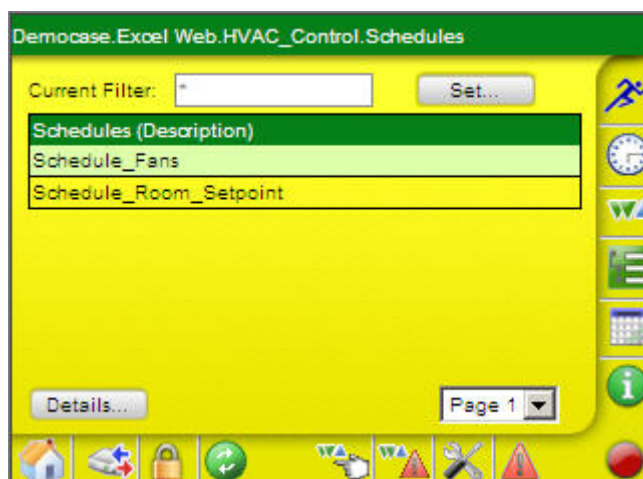 Democase.Excel Web.HVAC_Control.Schedules
Current Filter: * Set...
Schedules (Description)
Schedule_Fans
Schedule_Room_Setpoint
Details... Page 1